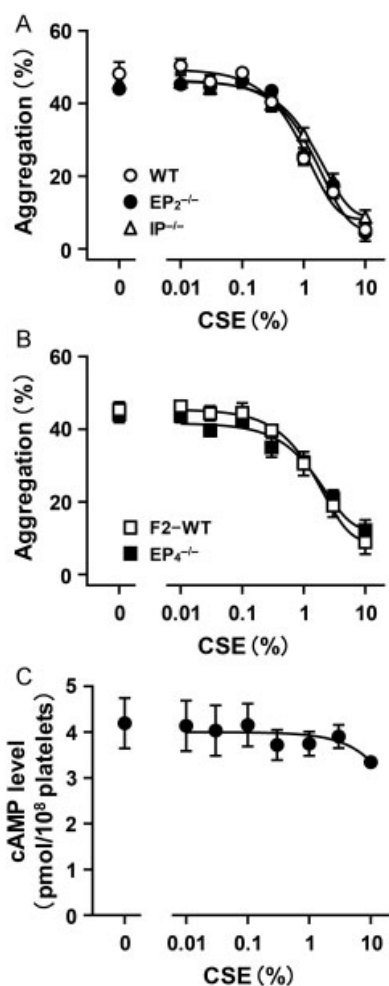 A
Aggregation (%)
60
40
20
0
WT
EP₂⁻/⁻
IP⁻/⁻
0
0.01
0.1
1
10
CSE (%)
B
Aggregation (%)
60
40
20
0
F2-WT
EP₄⁻/⁻
0
0.01
0.1
1
10
CSE (%)
C
cAMP level
(pmol/10⁸ platelets)
5
4
3
2
1
0
0
0.01
0.1
1
10
CSE (%)